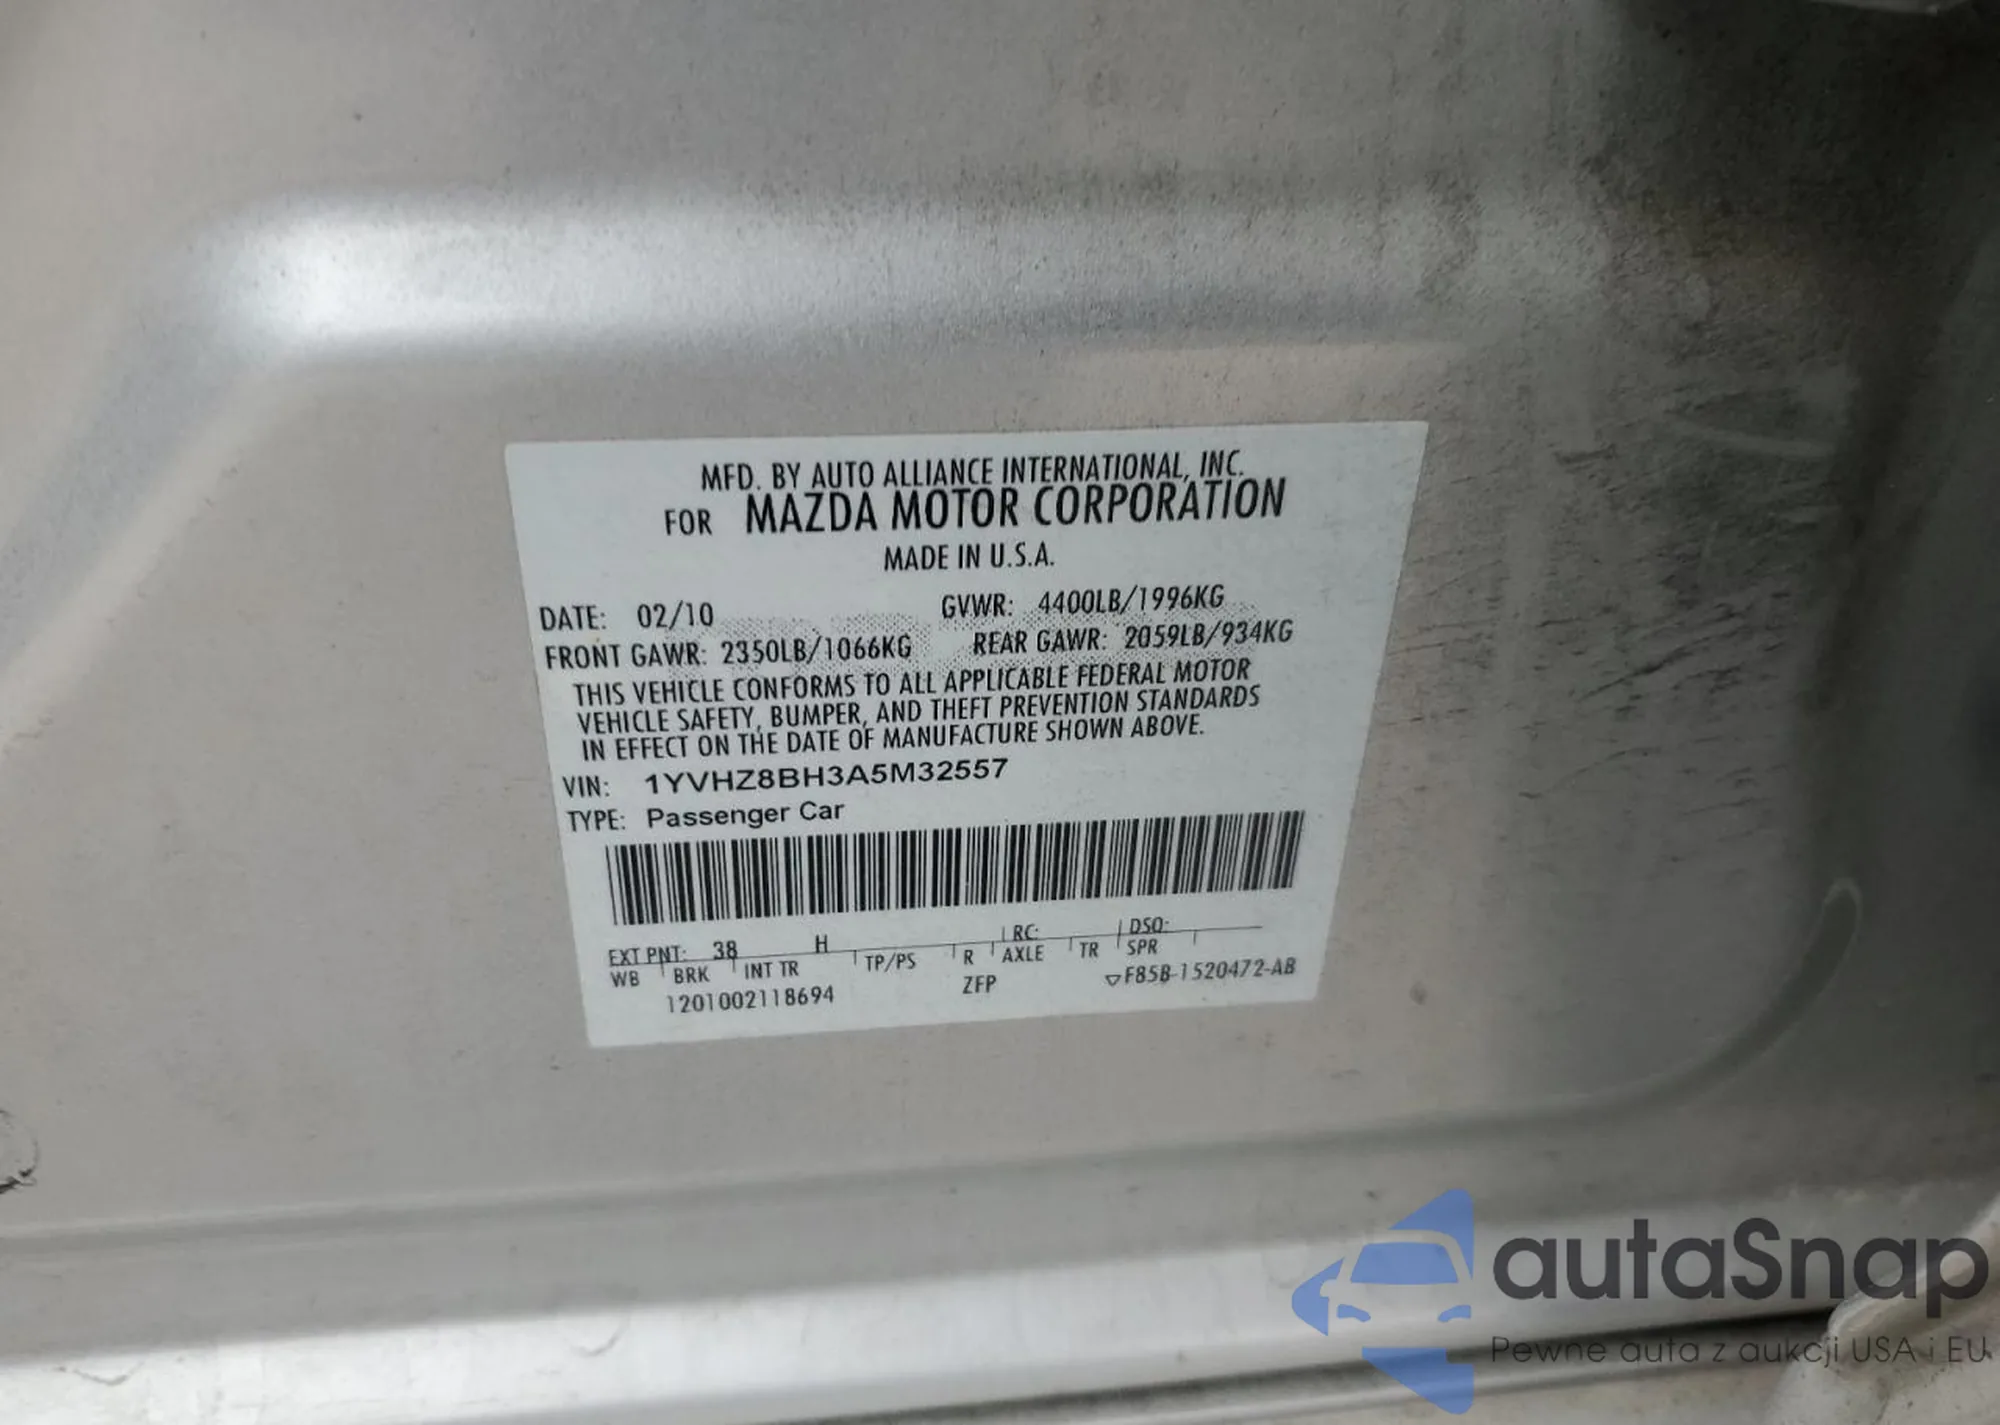 MFD. BY AUTO ALLIANCE INTERNATIONAL, INC.
FOR MAZDA MOTOR CORPORATION
MADE IN U.S.A.
DATE: 02/10 GVWR: 4400LB/1996KG
FRONT GAWR: 2350LB/1066KG REAR GAWR: 2059LB/934KG
THIS VEHICLE CONFORMS TO ALL APPLICABLE FEDERAL MOTOR
VEHICLE SAFETY, BUMPER, AND THEFT PREVENTION STANDARDS
IN EFFECT ON THE DATE OF MANUFACTURE SHOWN ABOVE.
VIN: 1YVHZ8BH3A5M32557
TYPE: Passenger Car
EXT PNT: 38 H RC: DSO:
WB BRK INT TR TP/PS R AXLE TR SPR
1201002118694 ZFP ▽F85B-1520472-AB
autaSnap
Pewne auta z aukcji USA i EU